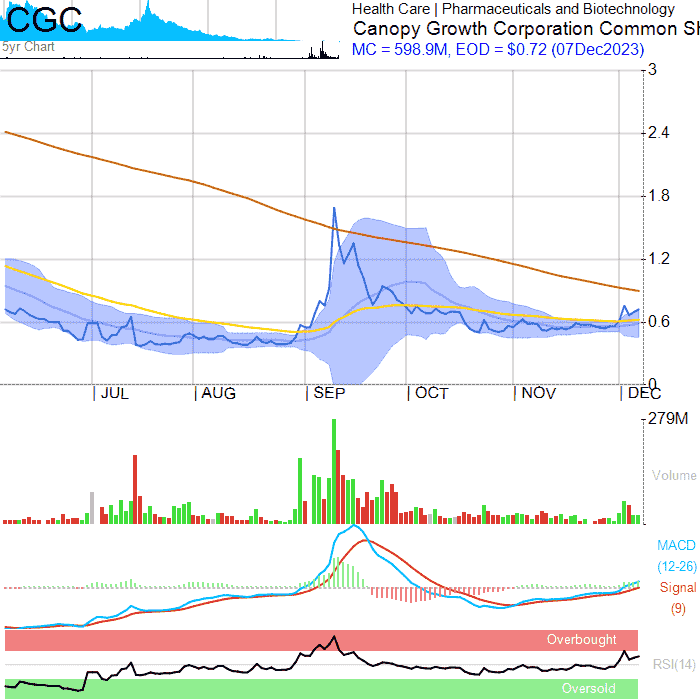 CGC
Health Care | Pharmaceuticals and Biotechnology
Canopy Growth Corporation Common Sh
5yr Chart
MC = 598.9M, EOD = $0.72 (07Dec2023)
3
2.4
1.8
1.2
0.6
0
JUL
AUG
SEP
OCT
NOV
DEC
279M
Volume
MACD
(12-26)
Signal
(9)
Overbought
RSI(14)
Oversold